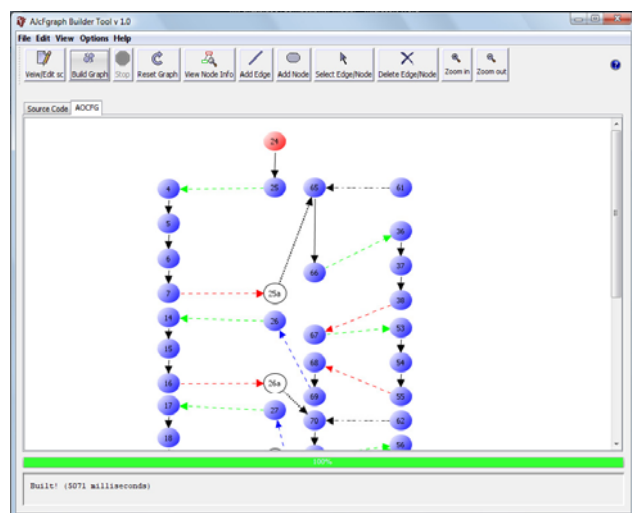 AJcFgraph Builder Tool v 1.0
File Edit View Options Help
Veiw/Edit sc Build Graph Stop Reset Graph View Node Info Add Edge Add Node Select Edge/Node Delete Edge/Node Zoom in Zoom out
Source Code AOCFG
24
4 25 65 61
5 36
6 37
66
7 25a 38
14 26 53
67
15 54
68
16 26a
69 55
17 27
70 62
18 56
100%
Built! (5071 milliseconds)